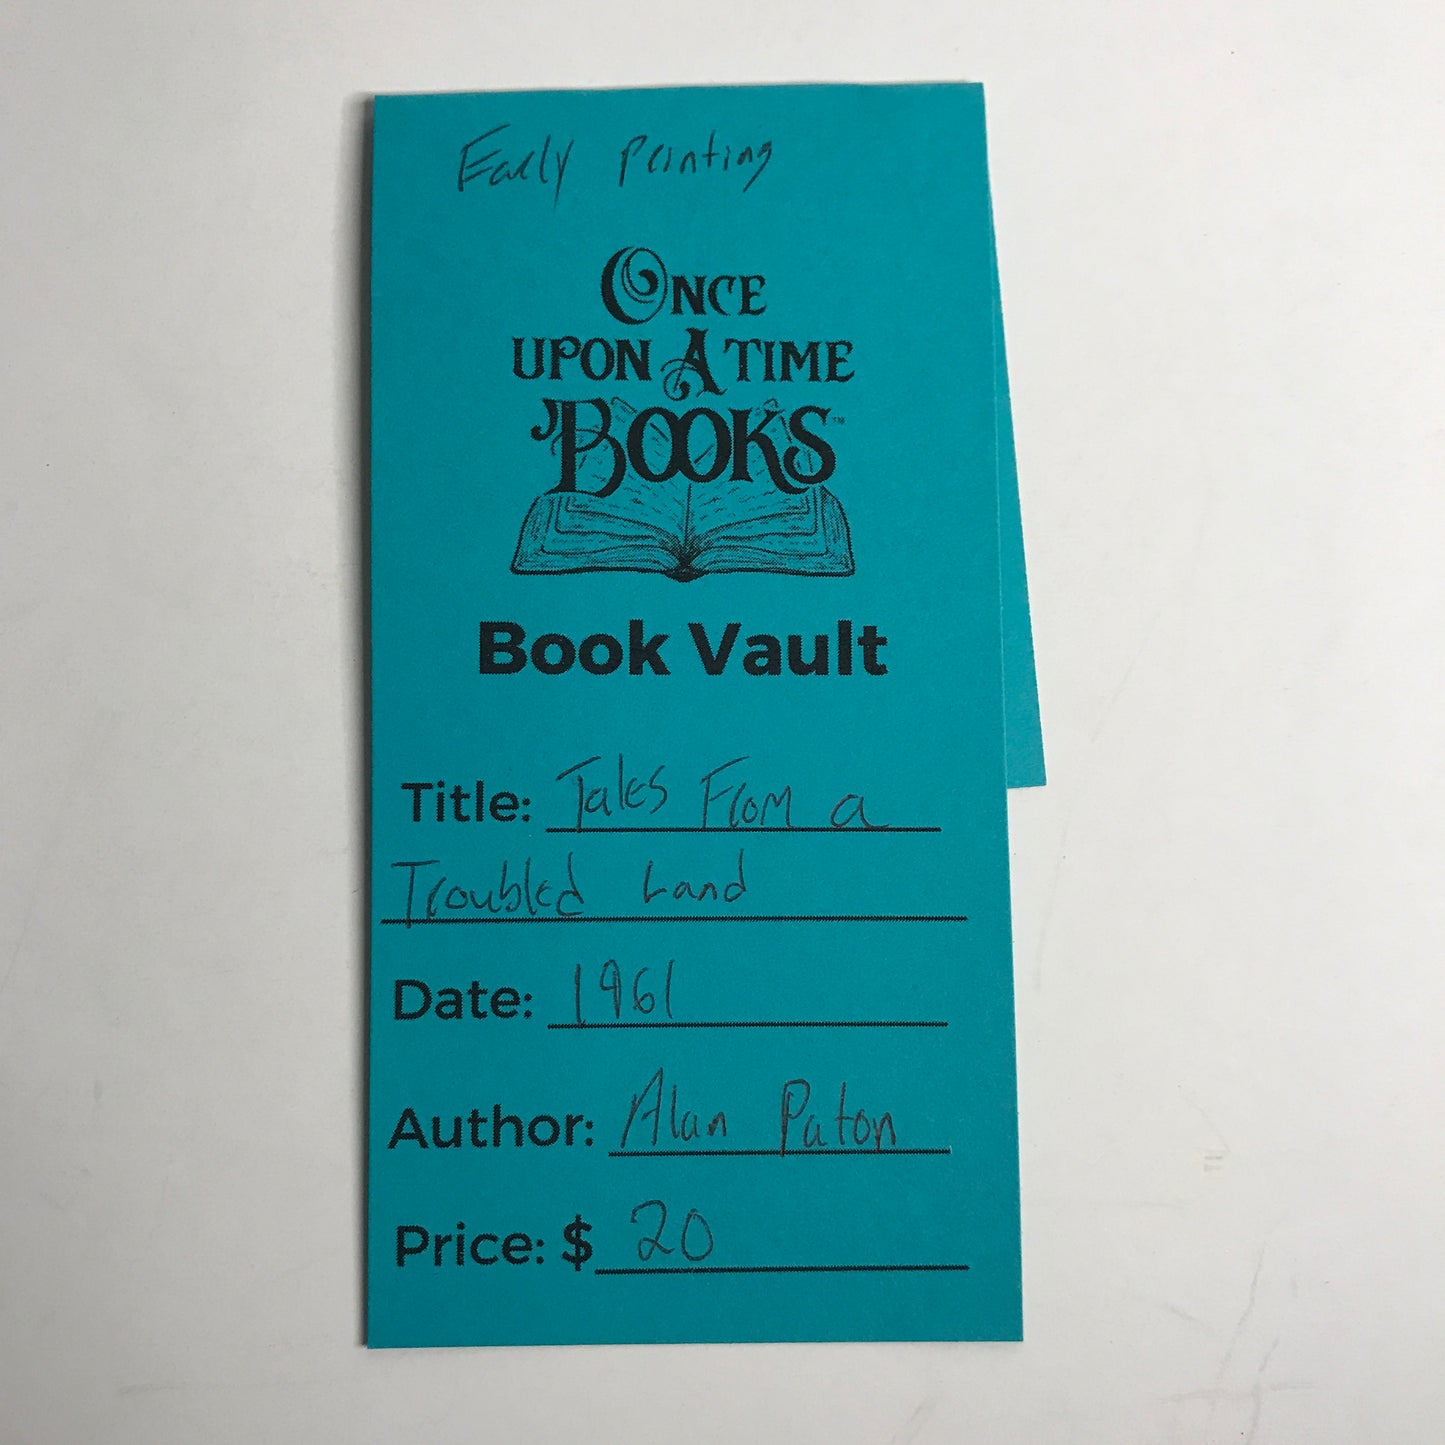 Early Printing
ONCE
UPON A TIME
BOOKS™
Book Vault
Title: Tales From a
Troubled Land
Date: 1961
Author: Alan Paton
Price: $ 20